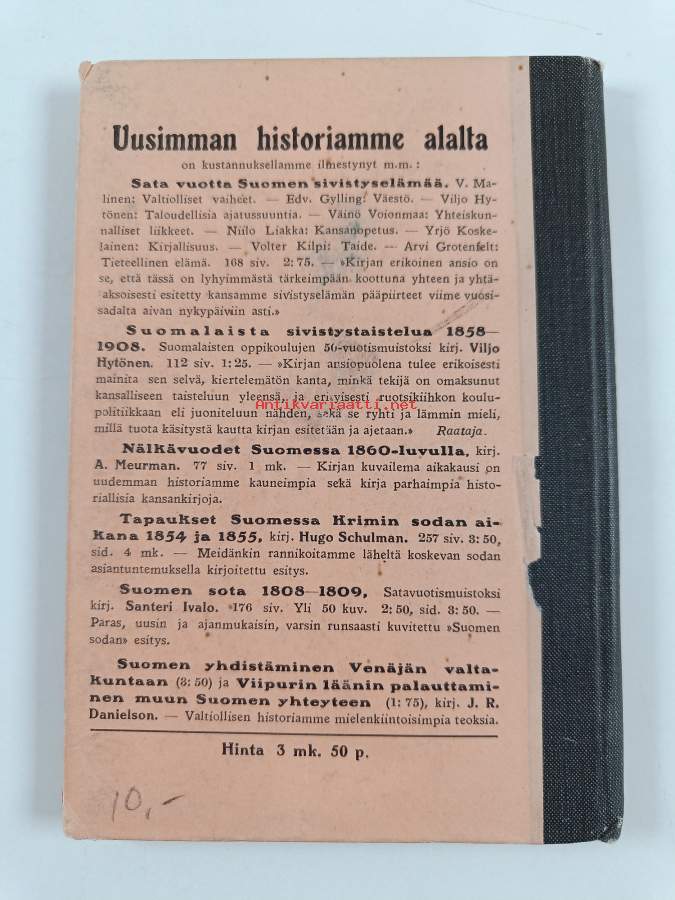 Uusimman historiamme alalta
on kustannuksellamme ilmestynyt m.m.:
Sata vuotta Suomen sivistyselämää. V. Ma-
linen: Valtiolliset vaiheet. — Edv. Gylling: Väestö. — Viljo Hy-
tönen: Taloudellisia ajatussuuntia. — Väinö Voionmaa: Yhteiskun-
nalliset liikkeet. — Niilo Liakka: Kansanopetus. — Yrjö Koske-
lainen: Kirjallisuus. — Volter Kilpi: Taide. — Arvi Grotenfelt:
Tieteellinen elämä. 168 siv. 2: 75. — »Kirjan erikoinen ansio on
se, että tässä on lyhyimmästä tärkeimpään koottuna yhteen ja yhtä-
aksoisesti esitetty kansamme sivistyselämän pääpiirteet viime vuosi-
sadalta aivan nykypäiviin asti.»
Suomalaista sivistystaistelua 1858—
1908. Suomalaisten oppikoulujen 50-vuotismuistoksi kirj. Viljo
Hytönen. 112 siv. 1: 25. — »Kirjan ansiopuolena tulee erikoisesti
mainita sen selvä, kiertelemätön kanta, minkä tekijä on omaksunut
kansalliseen taisteluun yleensä, ja erityisesti ruotsikiihkon koulu-
politiikkaan eli juoniteluun nähden, sekä se ryhti ja lämmin mieli,
millä tuota käsitystä kautta kirjan esitetään ja ajetaan.» Raataja.
Antikvariaatti.net
Nälkävuodet Suomessa 1860-luvulla, kirj.
A. Meurman. 77 siv. 1 mk. — Kirjan kuvailema aikakausi on
uudemman historiamme kauneimpia sekä kirja parhaimpia histo-
riallisia kansankirjoja.
Tapaukset Suomessa Krimin sodan ai-
kana 1854 ja 1855, kirj. Hugo Schulman. 257 siv. 3: 50,
sid. 4 mk. — Meidänkin rannikoitamme läheltä koskevan sodan
asiantuntemuksella kirjoitettu esitys.
Suomen sota 1808—1809, Satavuotismuistoksi
kirj. Santeri Ivalo. 176 siv. Yli 50 kuv. 2: 50, sid. 3: 50. —
Paras, uusin ja ajanmukaisin, varsin runsaasti kuvitettu »Suomen
sodan» esitys.
Suomen yhdistäminen Venäjän valta-
kuntaan (3: 50) ja Viipurin läänin palauttami-
nen muun Suomen yhteyteen (1: 75), kirj. J. R.
Danielson. — Valtiollisen historiamme mielenkiintoisimpia teoksia.
Hinta 3 mk. 50 p.
10,-